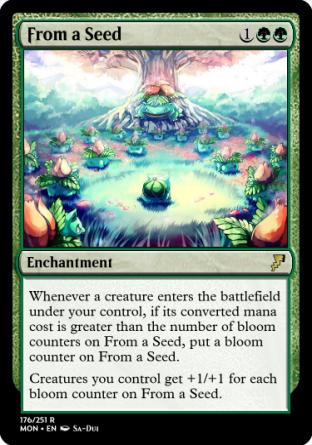 From a Seed 1
Enchantment
Whenever a creature enters the battlefield
under your control, if its converted mana
cost is greater than the number of bloom
counters on From a Seed, put a bloom
counter on From a Seed.
Creatures you control get +1/+1 for each
bloom counter on From a Seed.
176/251 R
MON • EN Sa-Dui